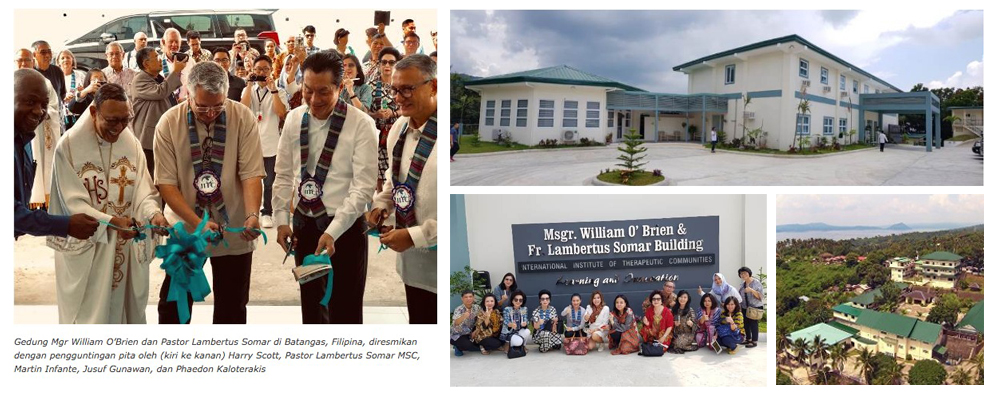 IHS
Gedung Mgr William O'Brien dan Pastor Lambertus Somar di Batangas, Filipina, diresmikan
dengan pengguntingan pita oleh (kiri ke kanan) Harry Scott, Pastor Lambertus Somar MSC,
Martin Infante, Jusuf Gunawan, dan Phaedon Kaloterakis
Msgr. William O' Brien &
Fr. Lambertus Somar Building
INTERNATIONAL INSTITUTE OF THERAPEUTIC COMMUNITIES